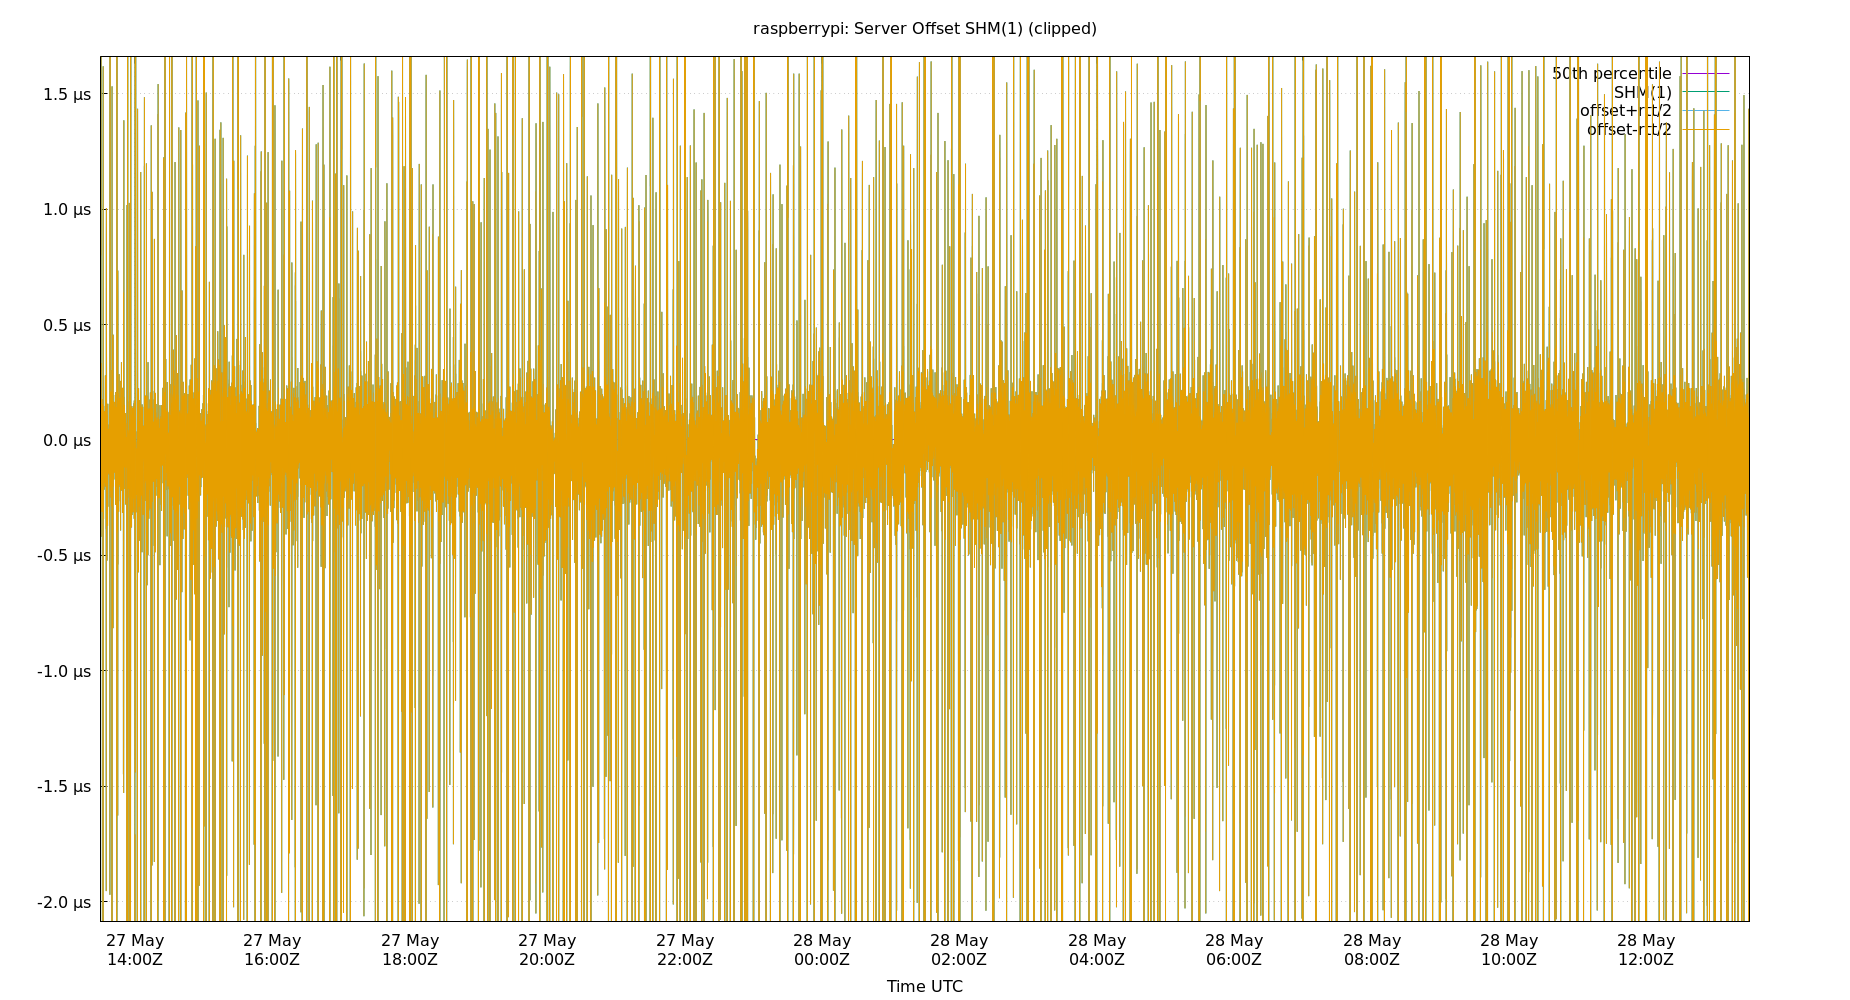 raspberrypi: Server Offset SHM(1) (clipped)
50th percentile
SHM(1)
offset+rtt/2
offset-rtt/2
1.5 µs
1.0 µs
0.5 µs
0.0 µs
-0.5 µs
-1.0 µs
-1.5 µs
-2.0 µs
27 May 27 May 27 May 27 May 27 May 28 May 28 May 28 May 28 May 28 May 28 May 28 May
14:00Z 16:00Z 18:00Z 20:00Z 22:00Z 00:00Z 02:00Z 04:00Z 06:00Z 08:00Z 10:00Z 12:00Z
Time UTC